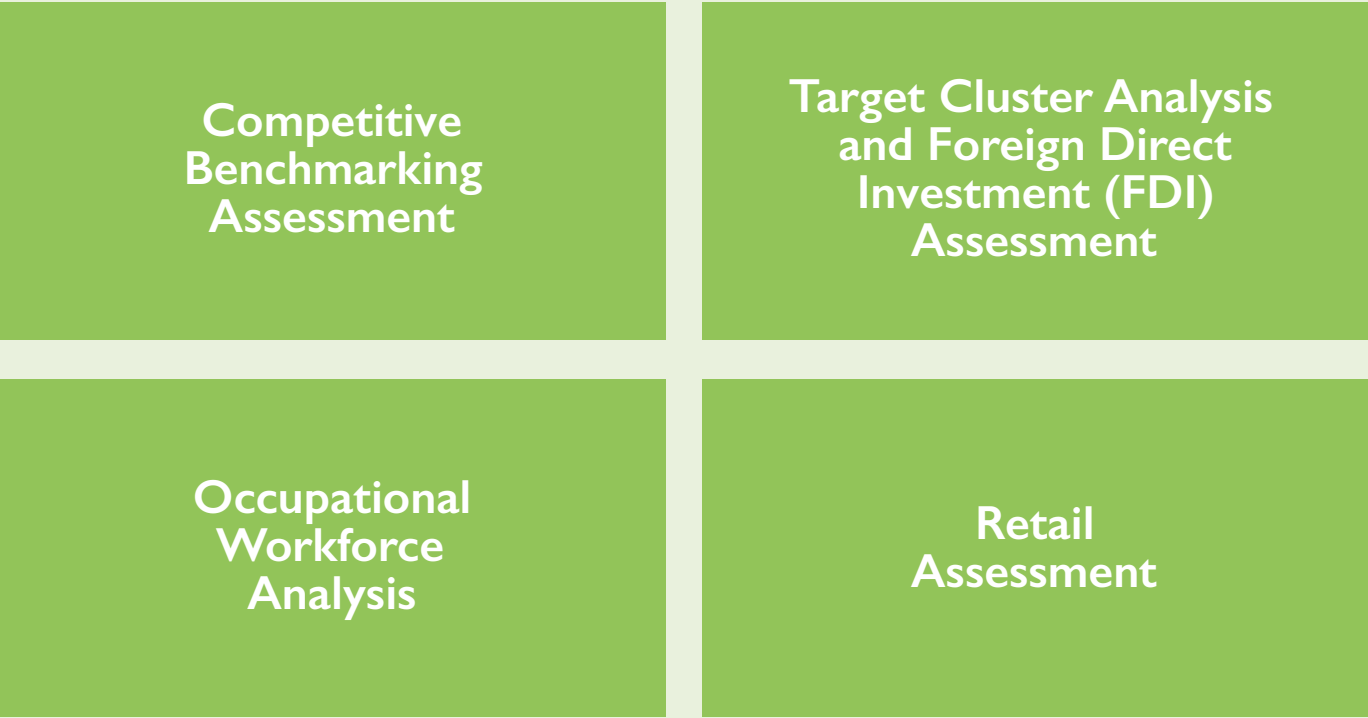 Competitive
Benchmarking
Assessment
Target Cluster Analysis
and Foreign Direct
Investment (FDI)
Assessment
Occupational
Workforce
Analysis
Retail
Assessment